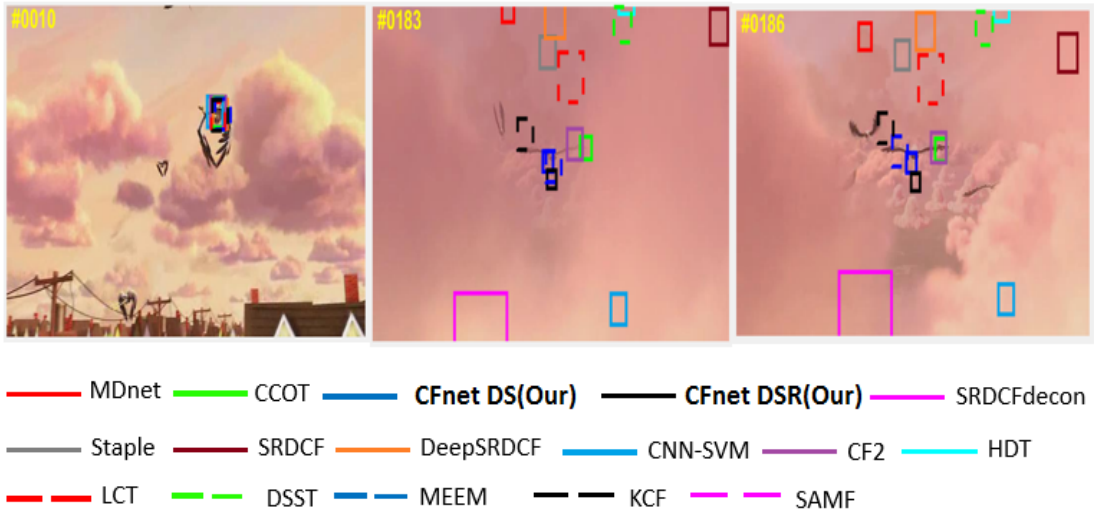 #0010 #0183 #0186
MDnet CCOT CFnet DS(Our) CFnet DSR(Our) SRDCFdecon
Staple SRDCF DeepSRDCF CNN-SVM CF2 HDT
LCT DSST MEEM KCF SAMF